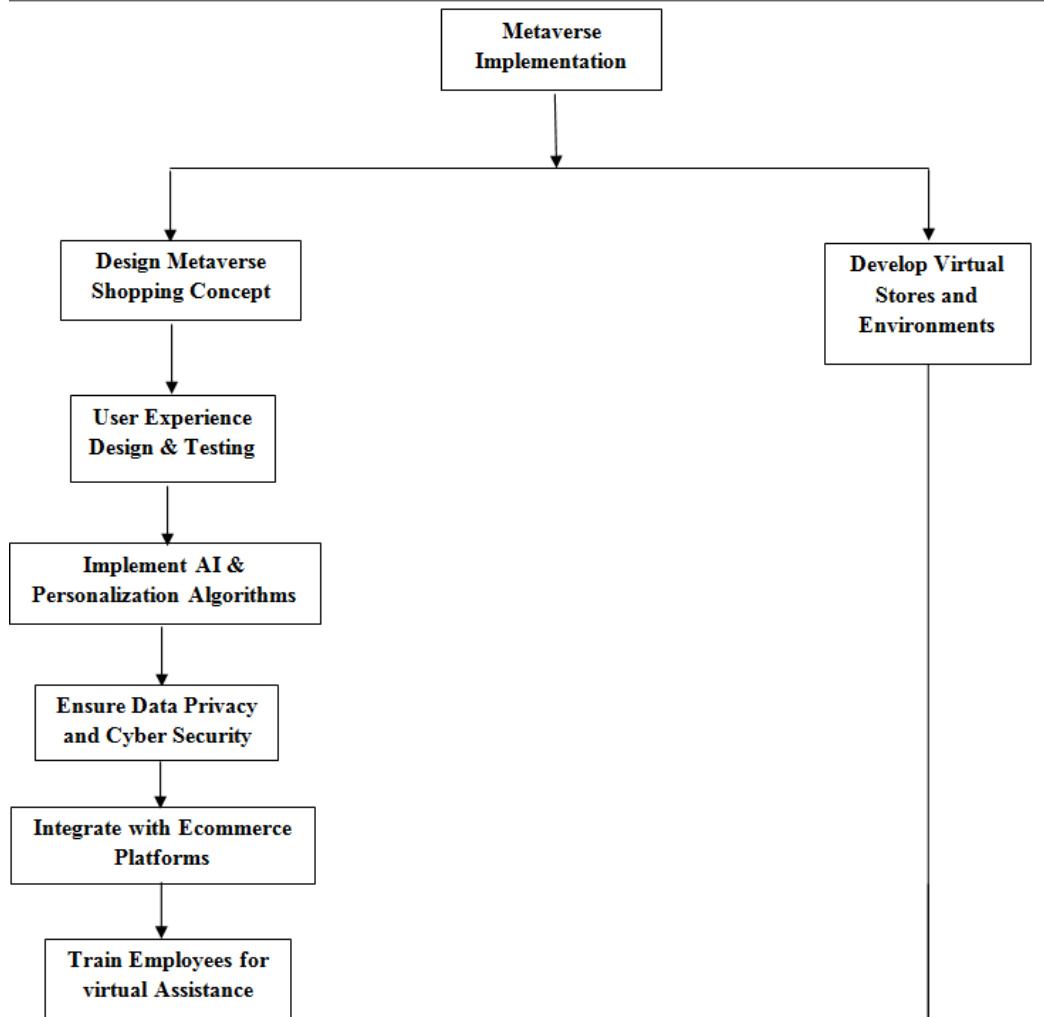 Metaverse
Implementation
Design Metaverse
Shopping Concept
Develop Virtual
Stores and
Environments
User Experience
Design & Testing
Implement AI &
Personalization Algorithms
Ensure Data Privacy
and Cyber Security
Integrate with Ecommerce
Platforms
Train Employees for
virtual Assistance